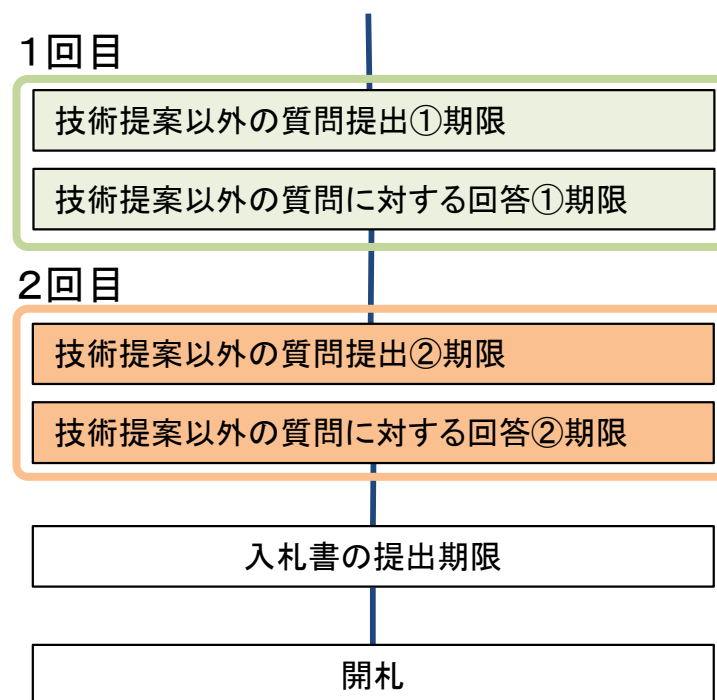 1回目
技術提案以外の質問提出①期限
技術提案以外の質問に対する回答①期限
2回目
技術提案以外の質問提出②期限
技術提案以外の質問に対する回答②期限
入札書の提出期限
開札